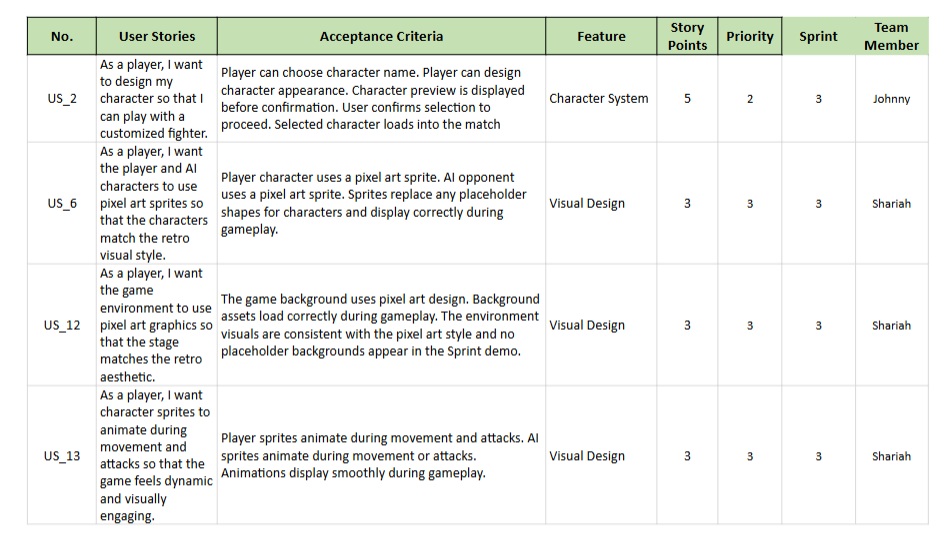 No. User Stories Acceptance Criteria Feature Story Points Priority Sprint Team Member
US_2
As a player, I want
to design my
character so that I
can play with a
customized fighter.
Player can choose character name. Player can design
character appearance. Character preview is displayed
before confirmation. User confirms selection to
proceed. Selected character loads into the match
Character System
5
2
3
Johnny
US_6
As a player, I want
the player and AI
characters to use
pixel art sprites so
that the characters
match the retro
visual style.
Player character uses a pixel art sprite. AI opponent
uses a pixel art sprite. Sprites replace any placeholder
shapes for characters and display correctly during
gameplay.
Visual Design
3
3
3
Shariah
US_12
As a player, I want
the game
environment to use
pixel art graphics so
that the stage
matches the retro
aesthetic.
The game background uses pixel art design. Background
assets load correctly during gameplay. The environment
visuals are consistent with the pixel art style and no
placeholder backgrounds appear in the Sprint demo.
Visual Design
3
3
3
Shariah
US_13
As a player, I want
character sprites to
animate during
movement and
attacks so that the
game feels dynamic
and visually
engaging.
Player sprites animate during movement and attacks. AI
sprites animate during movement or attacks.
Animations display smoothly during gameplay.
Visual Design
3
3
3
Shariah